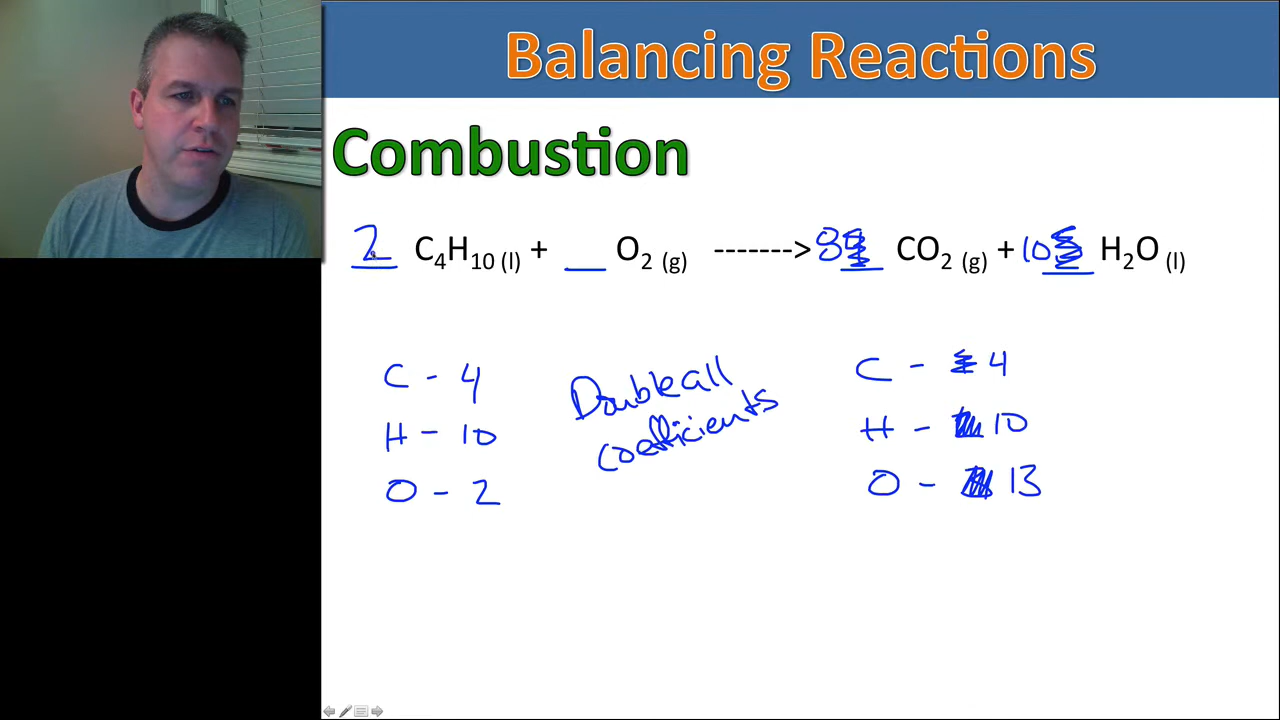 Balancing Reactions
Combustion
2 C₄H₁₀ (l) + __ O₂ (g) -------> 8 CO₂ (g) + 10 H₂O (l)
C - 4
H - 10
O - 2
Double all
coefficients
C - 4
H - 10
O - 13